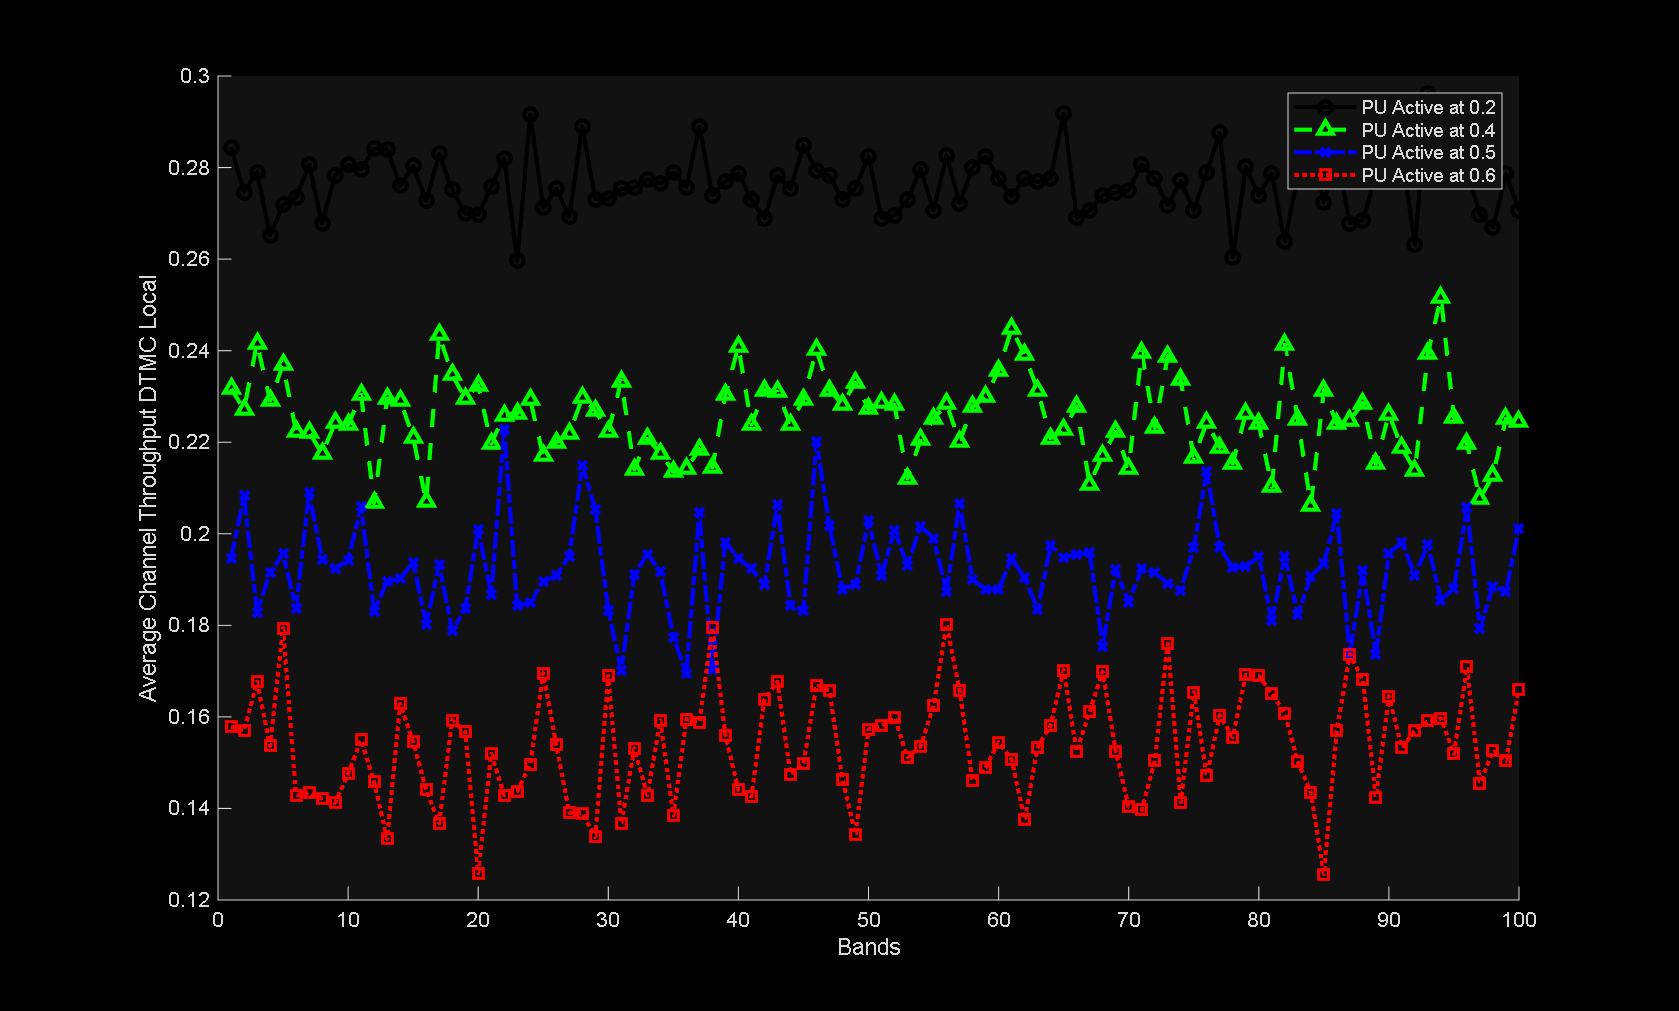 0.3
0.28
0.26
0.24
0.22
0.2
0.18
0.16
0.14
0.12
Average Channel Throughput DTMC Local
PU Active at 0.2
PU Active at 0.4
PU Active at 0.5
PU Active at 0.6
0 10 20 30 40 50 60 70 80 90 100
Bands